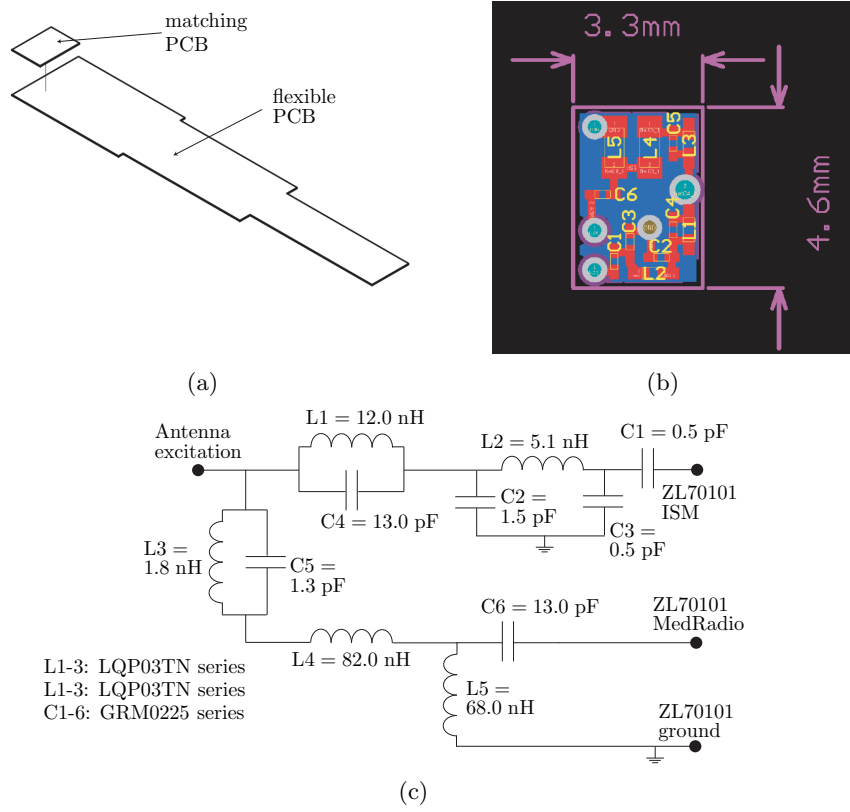 matching
PCB
flexible
PCB
(a)
3.3mm
4.6mm
L5
L4
C5
L3
C6
C3
C4
L1
C1
C2
L2
GND
(b)
Antenna
excitation
L1 = 12.0 nH
C4 = 13.0 pF
L2 = 5.1 nH
C1 = 0.5 pF
C2 =
1.5 pF
ZL70101
ISM
C3 =
0.5 pF
L3 =
1.8 nH
C5 =
1.3 pF
C6 = 13.0 pF
ZL70101
MedRadio
L4 = 82.0 nH
L5 =
68.0 nH
ZL70101
ground
L1-3: LQP03TN series
L1-3: LQP03TN series
C1-6: GRM0225 series
(c)